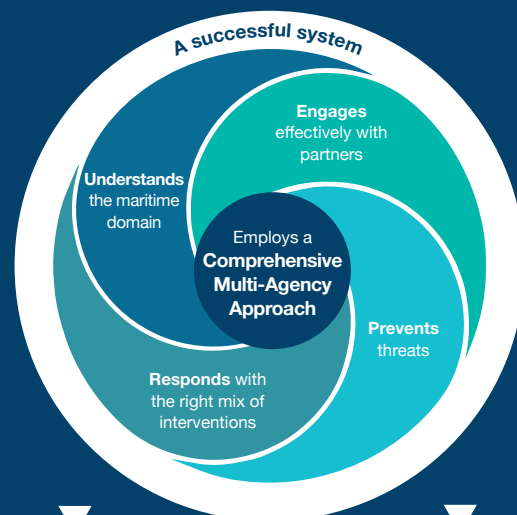 A successful system
Engages
effectively with
partners
Understands
the maritime
domain
Employs a
Comprehensive
Multi-Agency
Approach
Prevents
threats
Responds with
the right mix of
interventions